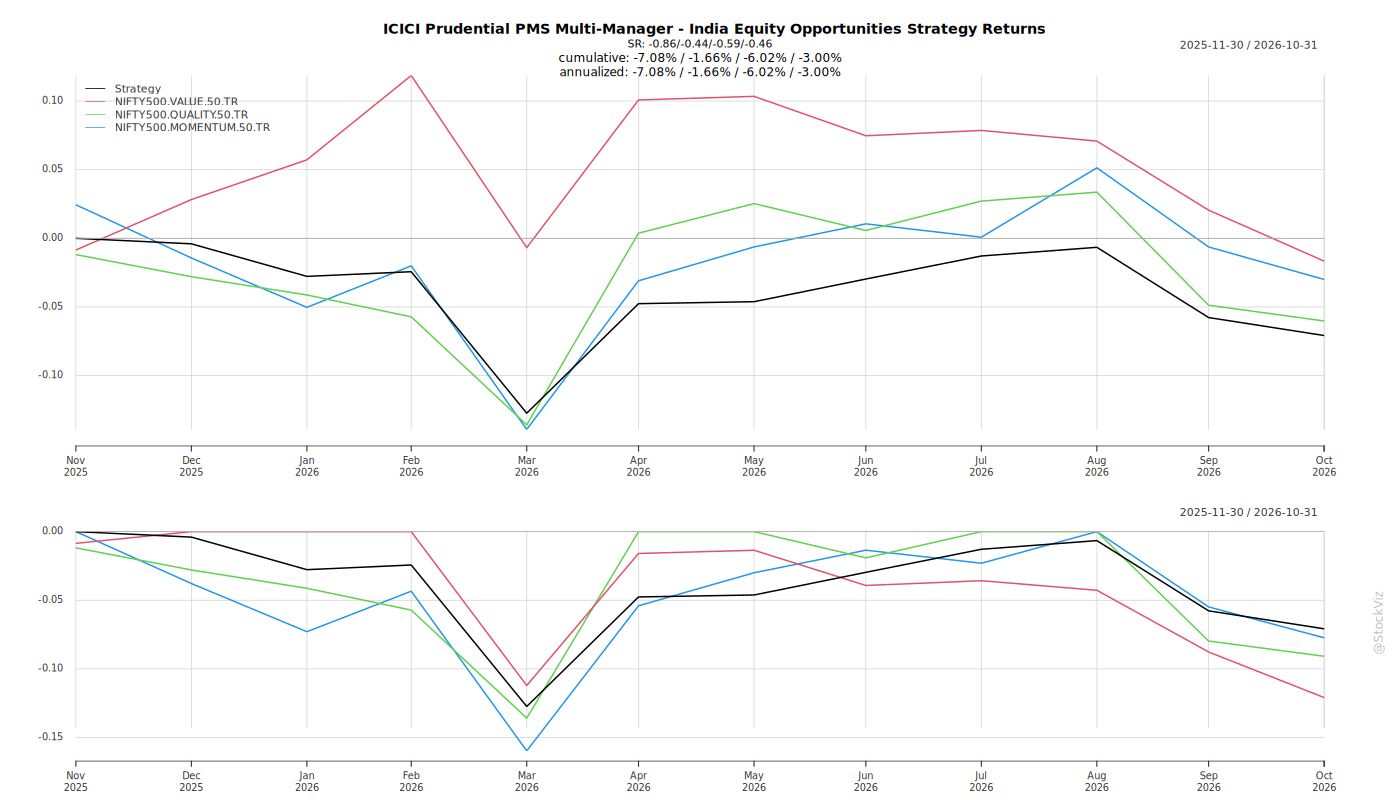 ICICI Prudential PMS Multi-Manager - India Equity Opportunities Strategy Returns
SR: -0.86/-0.44/-0.59/-0.46
2025-11-30 / 2026-10-31
cumulative: -7.08% / -1.66% / -6.02% / -3.00%
annualized: -7.08% / -1.66% / -6.02% / -3.00%
Strategy
NIFTY500.VALUE.50.TR
NIFTY500.QUALITY.50.TR
NIFTY500.MOMENTUM.50.TR
0.10
0.05
0.00
-0.05
-0.10
Nov Dec Jan Feb Mar Apr May Jun Jul Aug Sep Oct
2025 2025 2026 2026 2026 2026 2026 2026 2026 2026 2026 2026
2025-11-30 / 2026-10-31
0.00
-0.05
-0.10
-0.15
Nov Dec Jan Feb Mar Apr May Jun Jul Aug Sep Oct
2025 2025 2026 2026 2026 2026 2026 2026 2026 2026 2026 2026
@StockViz